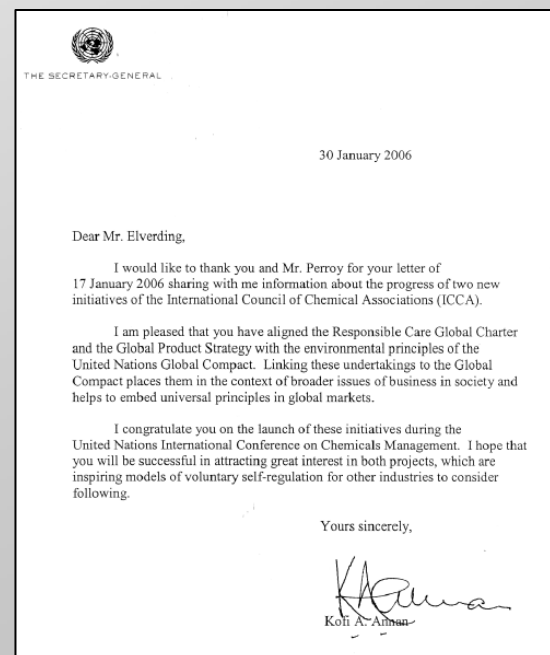 THE SECRETARY-GENERAL
30 January 2006
Dear Mr. Elverding,
I would like to thank you and Mr. Perroy for your letter of
17 January 2006 sharing with me information about the progress of two new
initiatives of the International Council of Chemical Associations (ICCA).
I am pleased that you have aligned the Responsible Care Global Charter
and the Global Product Strategy with the environmental principles of the
United Nations Global Compact. Linking these undertakings to the Global
Compact places them in the context of broader issues of business in society and
helps to embed universal principles in global markets.
I congratulate you on the launch of these initiatives during the
United Nations International Conference on Chemicals Management. I hope that
you will be successful in attracting great interest in both projects, which are
inspiring models of voluntary self-regulation for other industries to consider
following.
Yours sincerely,
Kofi A. Annan